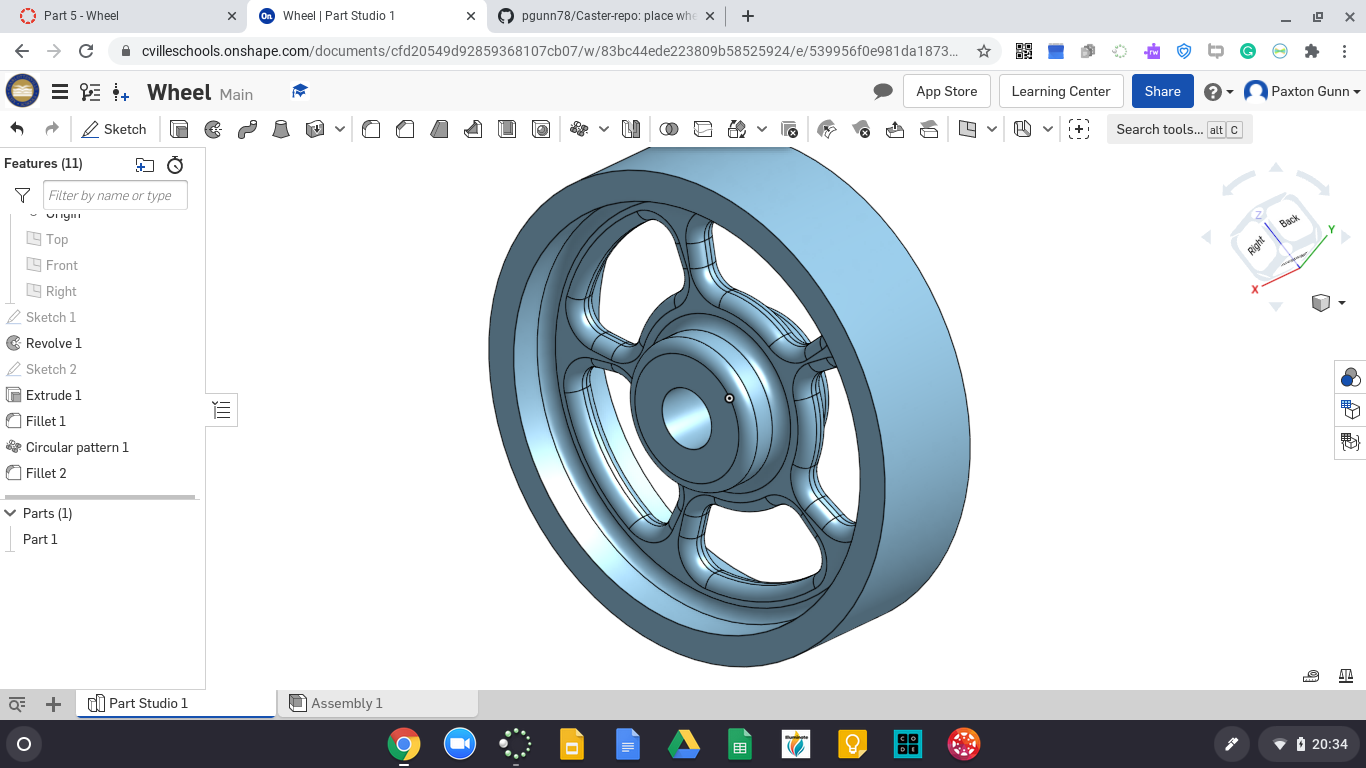 Part 5 - Wheel
On Wheel | Part Studio 1
pgunn78/Caster-repo: place whe
cvilleschools.onshape.com/documents/cfd20549d92859368107cb07/w/83bc44ede223809b58525924/e/539956f0e981da1873...
Wheel Main
App Store
Learning Center
Share
Paxton Gunn
Sketch
Search tools... alt C
Features (11)
Filter by name or type
Origin
Top
Front
Right
Sketch 1
Revolve 1
Sketch 2
Extrude 1
Fillet 1
Circular pattern 1
Fillet 2
Parts (1)
Part 1
Z
Back
Right
Y
X
Part Studio 1
Assembly 1
CODE
20:34